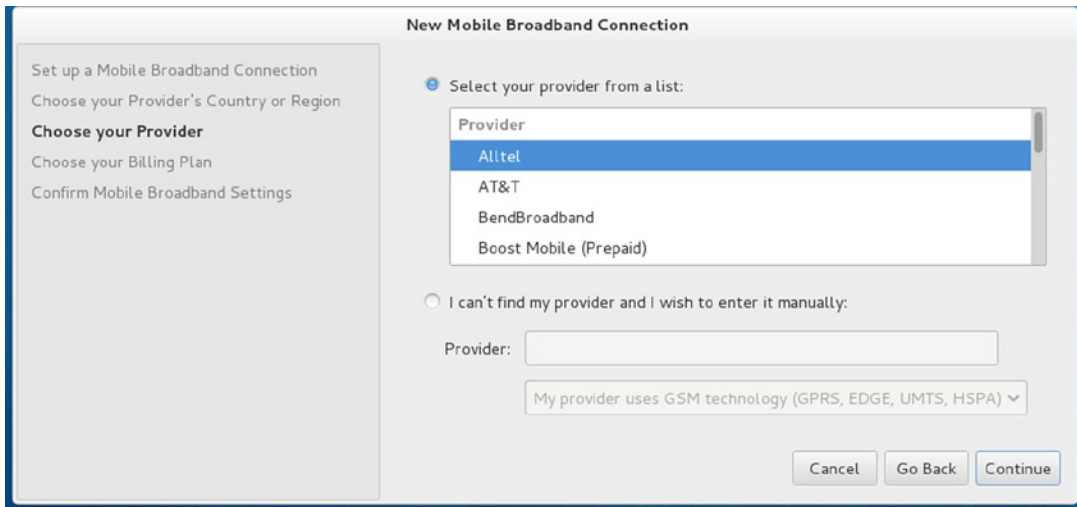 New Mobile Broadband Connection
Set up a Mobile Broadband Connection
Choose your Provider's Country or Region
Choose your Provider
Choose your Billing Plan
Confirm Mobile Broadband Settings
Select your provider from a list:
Provider
Alltel
AT&T
BendBroadband
Boost Mobile (Prepaid)
I can't find my provider and I wish to enter it manually:
Provider:
My provider uses GSM technology (GPRS, EDGE, UMTS, HSPA)
Cancel Go Back Continue